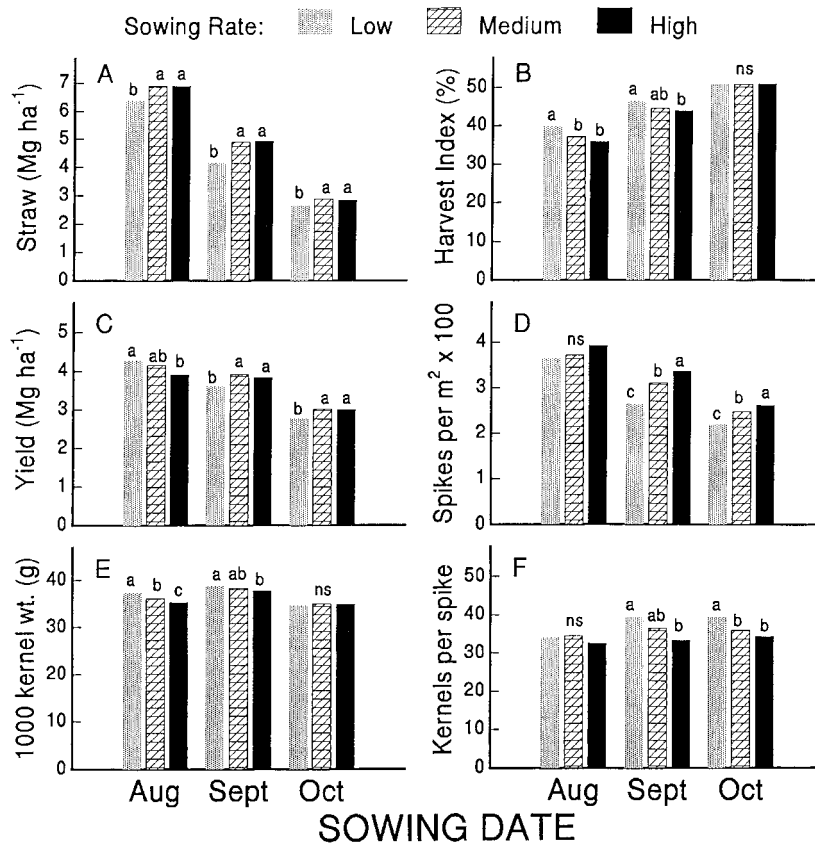 Sowing Rate: Low Medium High
A
Straw (Mg ha-1)
7
6
5
4
3
2
1
0
b a a
b a a
b a a
B
Harvest Index (%)
50
40
30
20
10
0
a b b
a ab b
ns
C
Yield (Mg ha-1)
5
4
3
2
1
0
a ab b
b a a
b a a
D
Spikes per m2 x 100
4
3
2
1
0
ns
c b a
c b a
E
1000 kernel wt. (g)
40
30
20
10
0
a b c
a ab b
ns
Aug Sept Oct
F
Kernels per spike
50
40
30
20
10
0
ns
a ab b
a b b
Aug Sept Oct
SOWING DATE